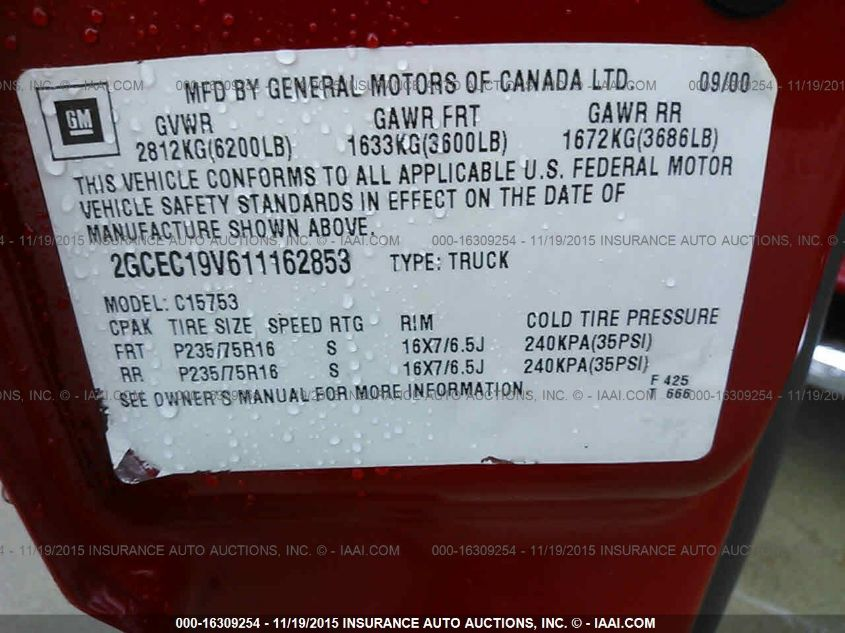 MFD BY GENERAL MOTORS OF CANADA LTD 09/00
GM
GVWR GAWR FRT GAWR RR
2812KG(6200LB) 1633KG(3600LB) 1672KG(3686LB)
THIS VEHICLE CONFORMS TO ALL APPLICABLE U.S. FEDERAL MOTOR
VEHICLE SAFETY STANDARDS IN EFFECT ON THE DATE OF
MANUFACTURE SHOWN ABOVE.
2GCEC19V611162853 TYPE: TRUCK
MODEL: C15753
CPAK TIRE SIZE SPEED RTG RIM COLD TIRE PRESSURE
FRT P235/75R16 S 16X7/6.5J 240KPA(35PSI)
RR P235/75R16 S 16X7/6.5J 240KPA(35PSI)
SEE OWNER'S MANUAL FOR MORE INFORMATION.
F 425
T 666
000-16309254 - 11/19/2015 INSURANCE AUTO AUCTIONS, INC. © - IAAI.COM